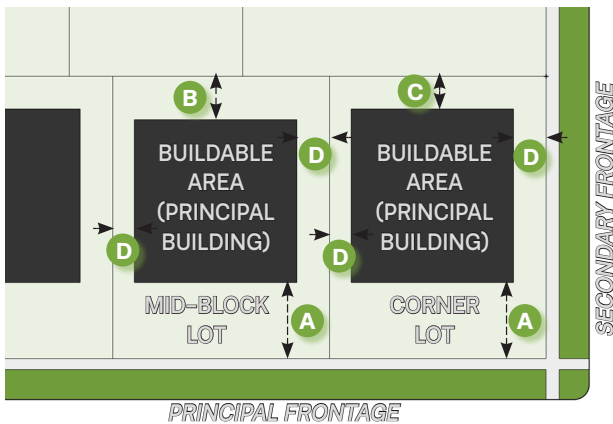 B
C
D
D
BUILDABLE
AREA
(PRINCIPAL
BUILDING)
BUILDABLE
AREA
(PRINCIPAL
BUILDING)
D
D
MID-BLOCK
LOT
A
CORNER
LOT
A
SECONDARY FRONTAGE
PRINCIPAL FRONTAGE